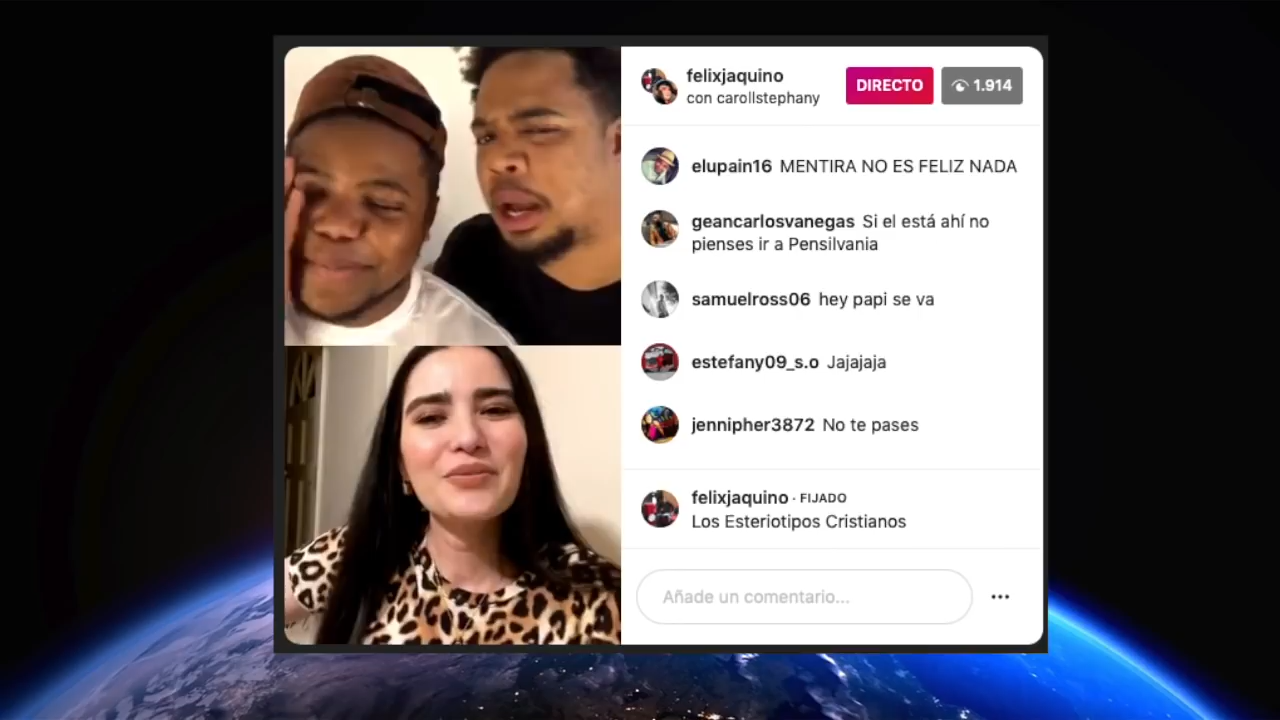 felixjaquino
con carollstephany
DIRECTO
1.914
elupain16 MENTIRA NO ES FELIZ NADA
geancarlosvanegas Si el está ahí no
pienses ir a Pensilvania
samuelross06 hey papi se va
estefany09_s.o Jajajaja
jennipher3872 No te pases
felixjaquino · FIJADO
Los Esteriotipos Cristianos
Añade un comentario...